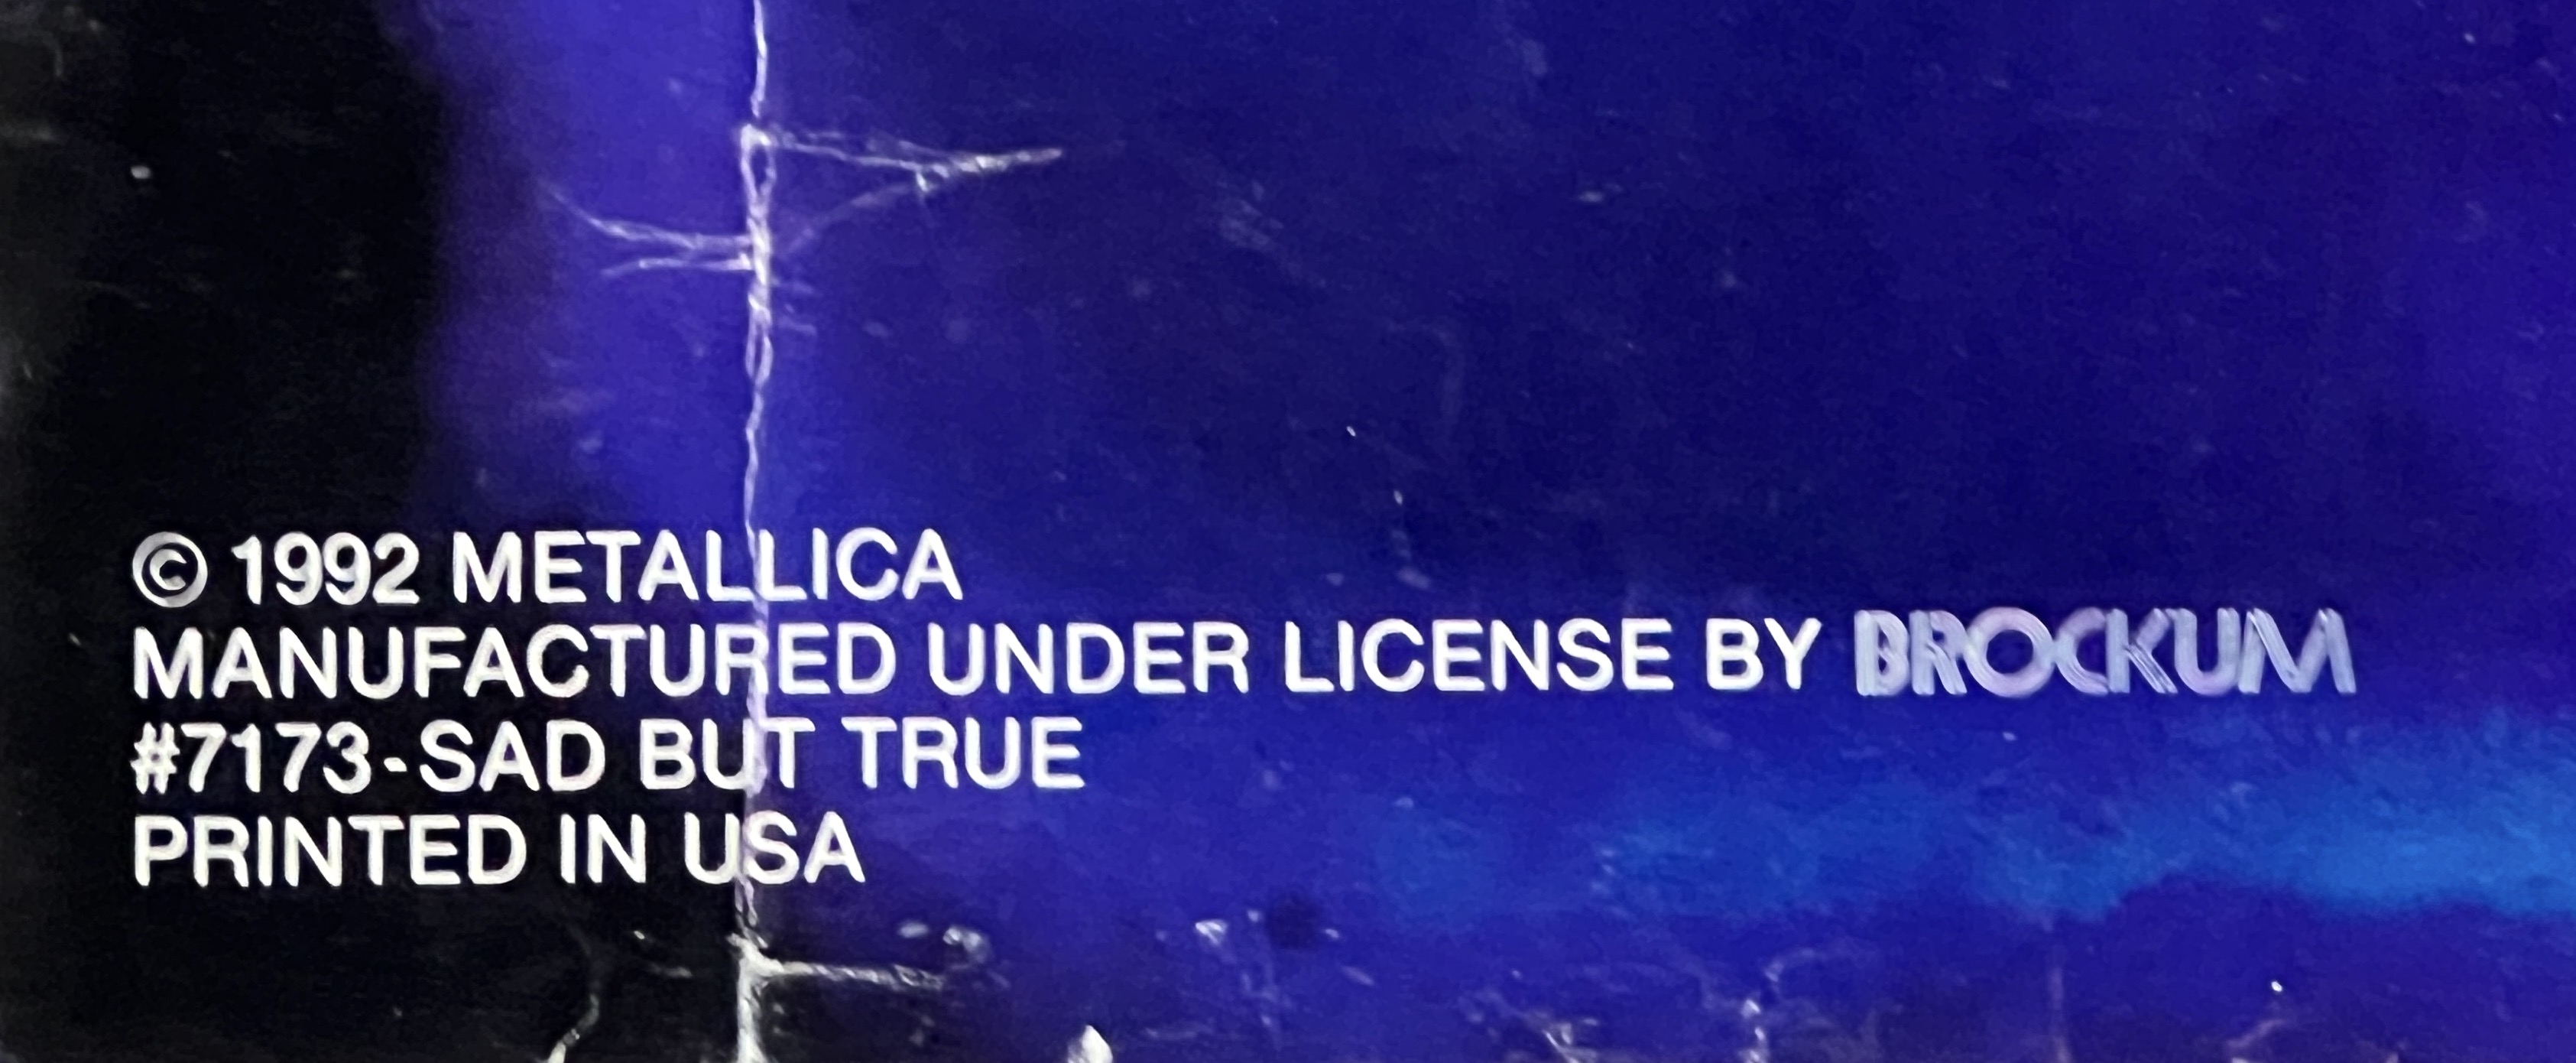 © 1992 METALLICA
MANUFACTURED UNDER LICENSE BY BROCKUM
#7173-SAD BUT TRUE
PRINTED IN USA